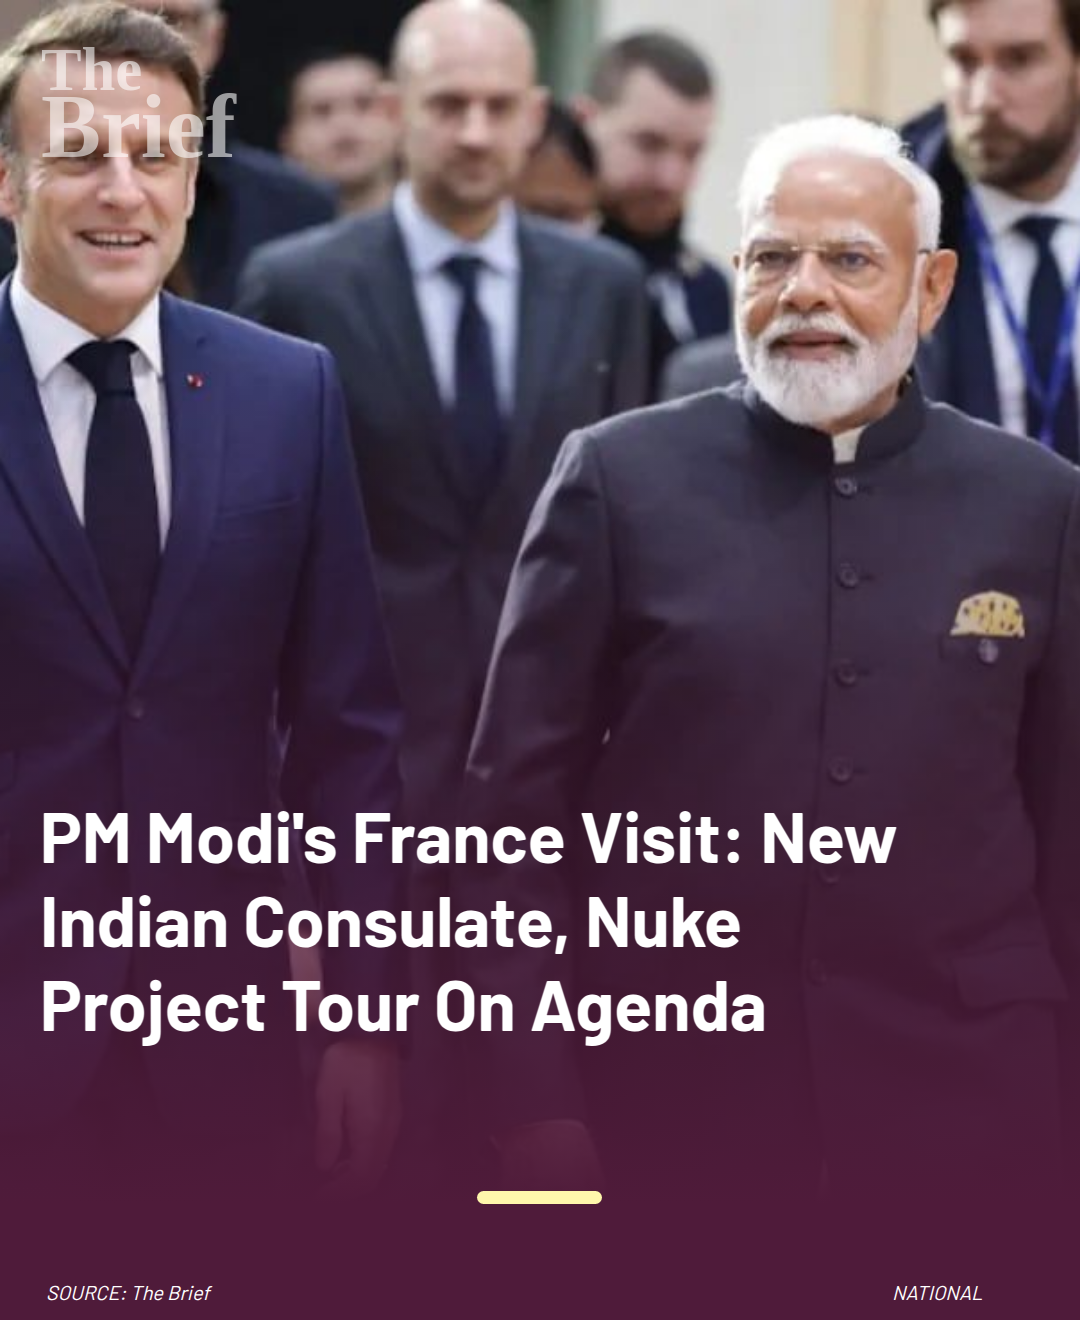 The
Brief
PM Modi's France Visit: New
Indian Consulate, Nuke
Project Tour On Agenda
SOURCE: The Brief
NATIONAL